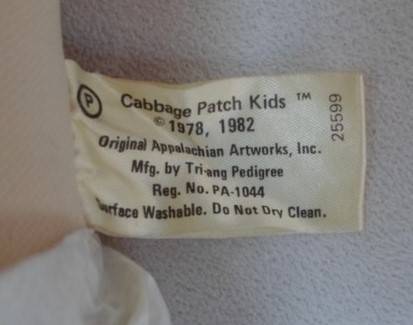 P
Cabbage Patch Kids ™
© 1978, 1982
Original Appalachian Artworks, Inc.
Mfg. by Tri-ang Pedigree
Reg. No. PA-1044
Surface Washable. Do Not Dry Clean.
25599